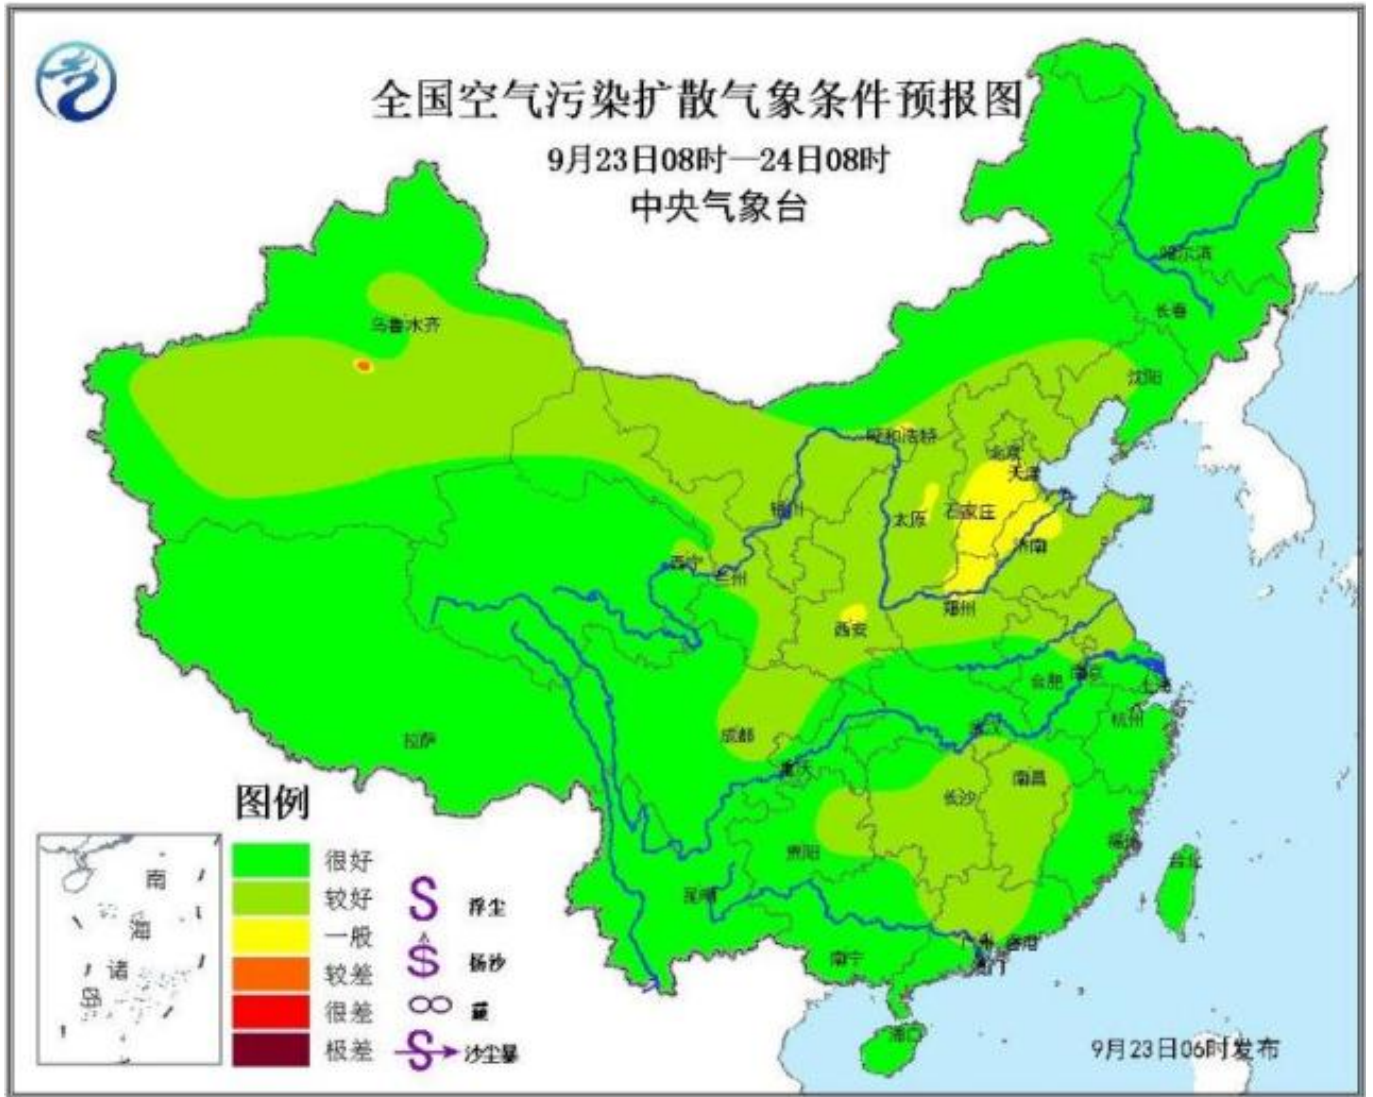 全国空气污染扩散气象条件预报图
9月23日08时—24日08时
中央气象台
哈尔滨
长春
乌鲁木齐
沈阳
呼和浩特
北京
天津
银川
太原
石家庄
济南
西宁
兰州
郑州
西安
合肥
南京
上海
杭州
成都
拉萨
武汉
重庆
南昌
长沙
贵阳
福州
台北
昆明
广州
香港
澳门
南宁
海口
图例
很好
较好
一般
较差
很差
极差
浮尘
扬沙
霾
沙尘暴
南
海
诸
岛
9月23日06时发布